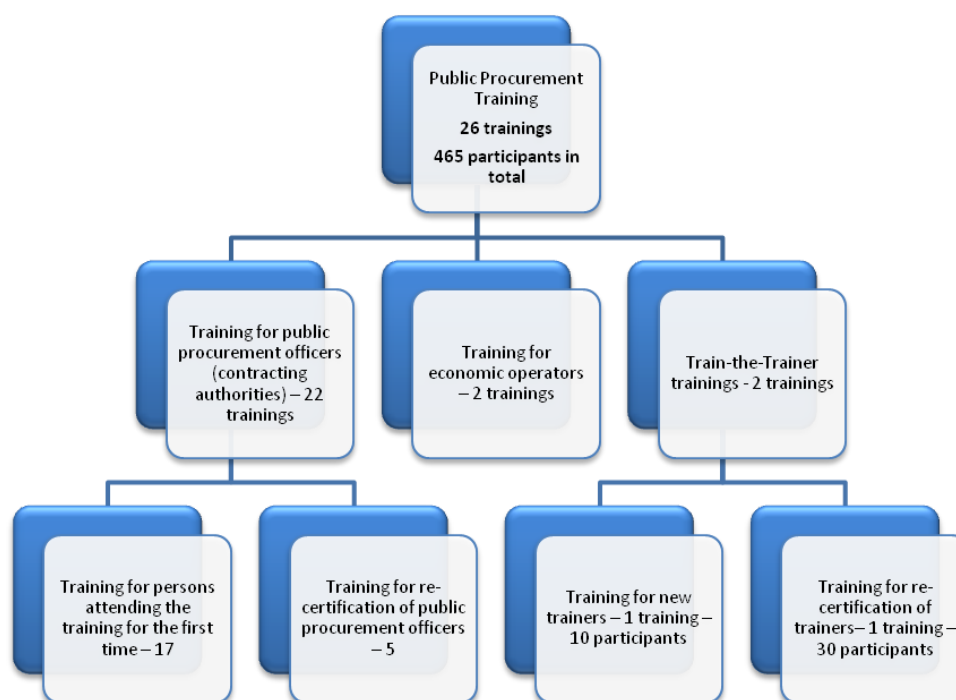 Public Procurement
Training
26 trainings
465 participants in
total
Training for public
procurement officers
(contracting
authorities) – 22
trainings
Training for
economic operators
– 2 trainings
Train-the-Trainer
trainings - 2 trainings
Training for persons
attending the
training for the first
time – 17
Training for re-
certification of public
procurement officers
– 5
Training for new
trainers – 1 training –
10 participants
Training for re-
certification of
trainers– 1 training –
30 participants